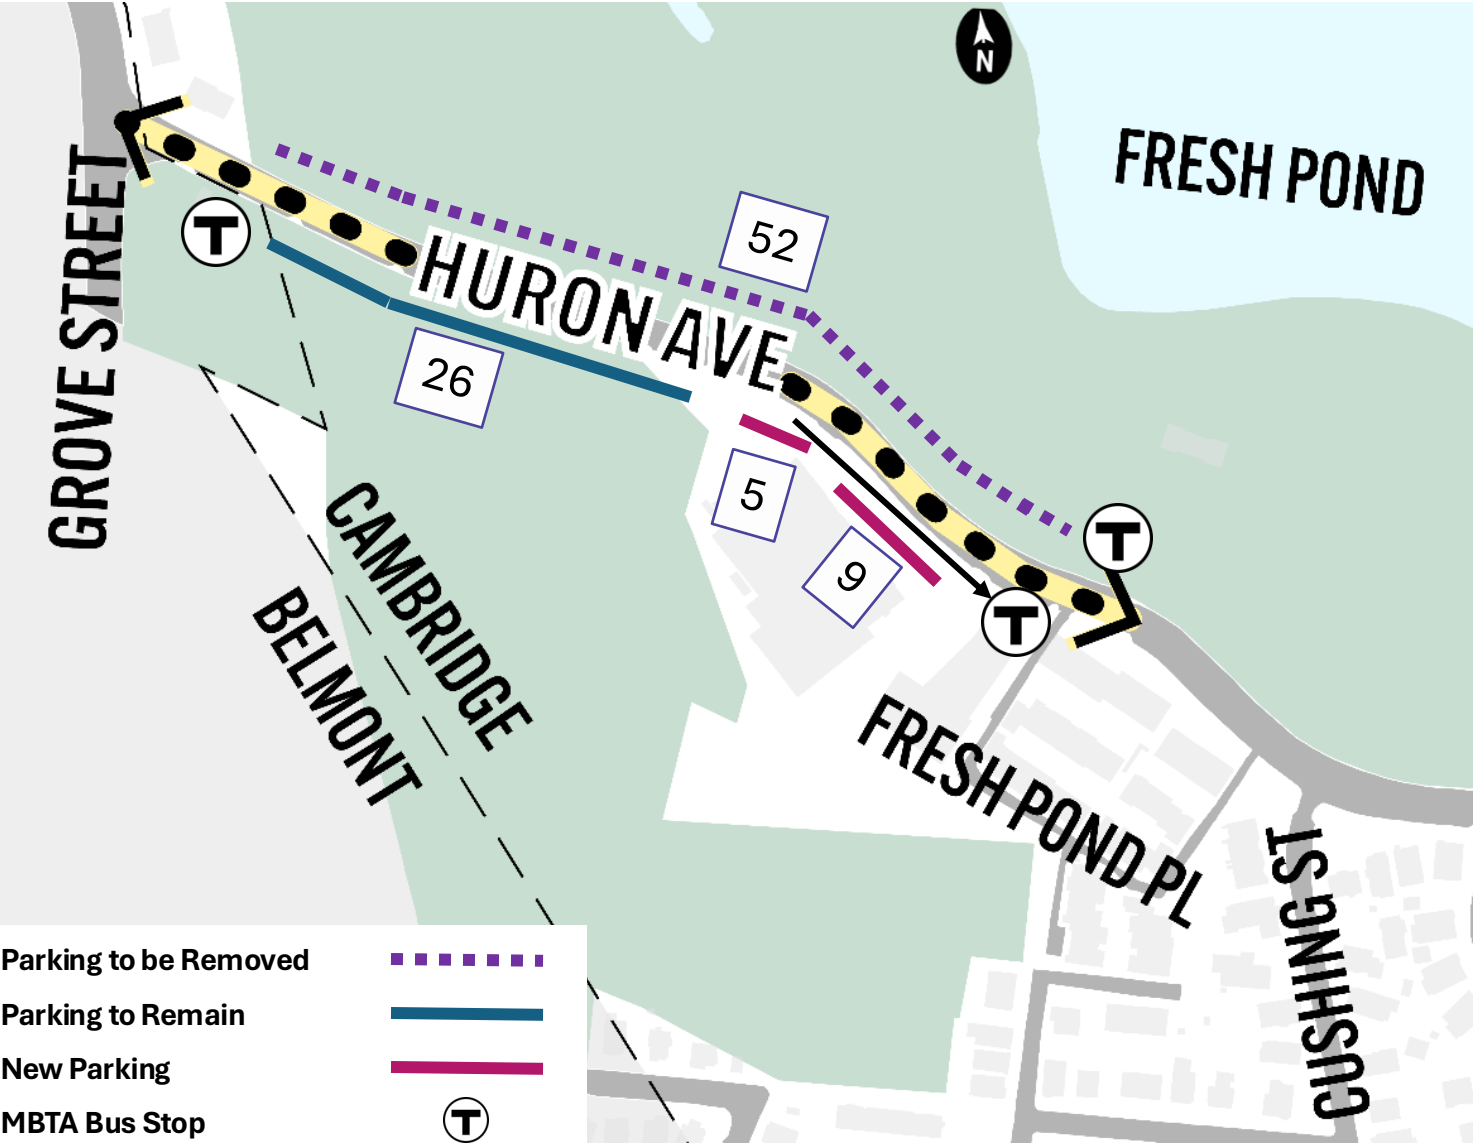 N
FRESH POND
GROVE STREET
T
52
HURON AVE
26
5
9
T
T
CAMBRIDGE
BELMONT
FRESH POND PL
CUSHING ST
Parking to be Removed
Parking to Remain
New Parking
MBTA Bus Stop
T